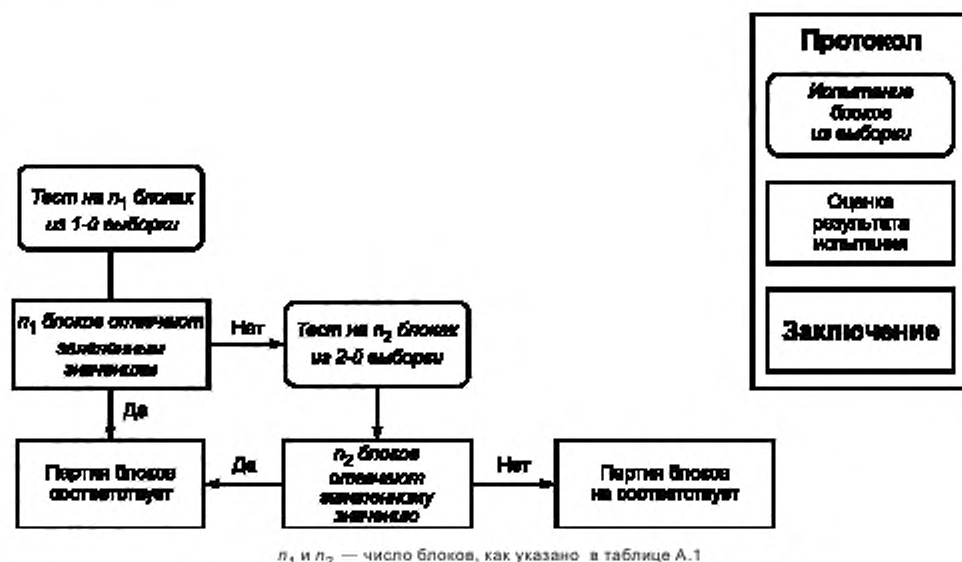 Протокол
Испытание
блоков
из выборки
Оценка
результата
испытания
Заключение
Тест на n₁ блоках
из 1-й выборки
n₁ блоков отвечают
заявленным
значениям
Нет
Тест на n₂ блоках
из 2-й выборки
Да
Партия блоков
соответствует
Да
n₂ блоков
отвечают
заявленному
значению
Нет
Партия блоков
на соответствует
n₁ и n₂ — число блоков, как указано в таблице А.1